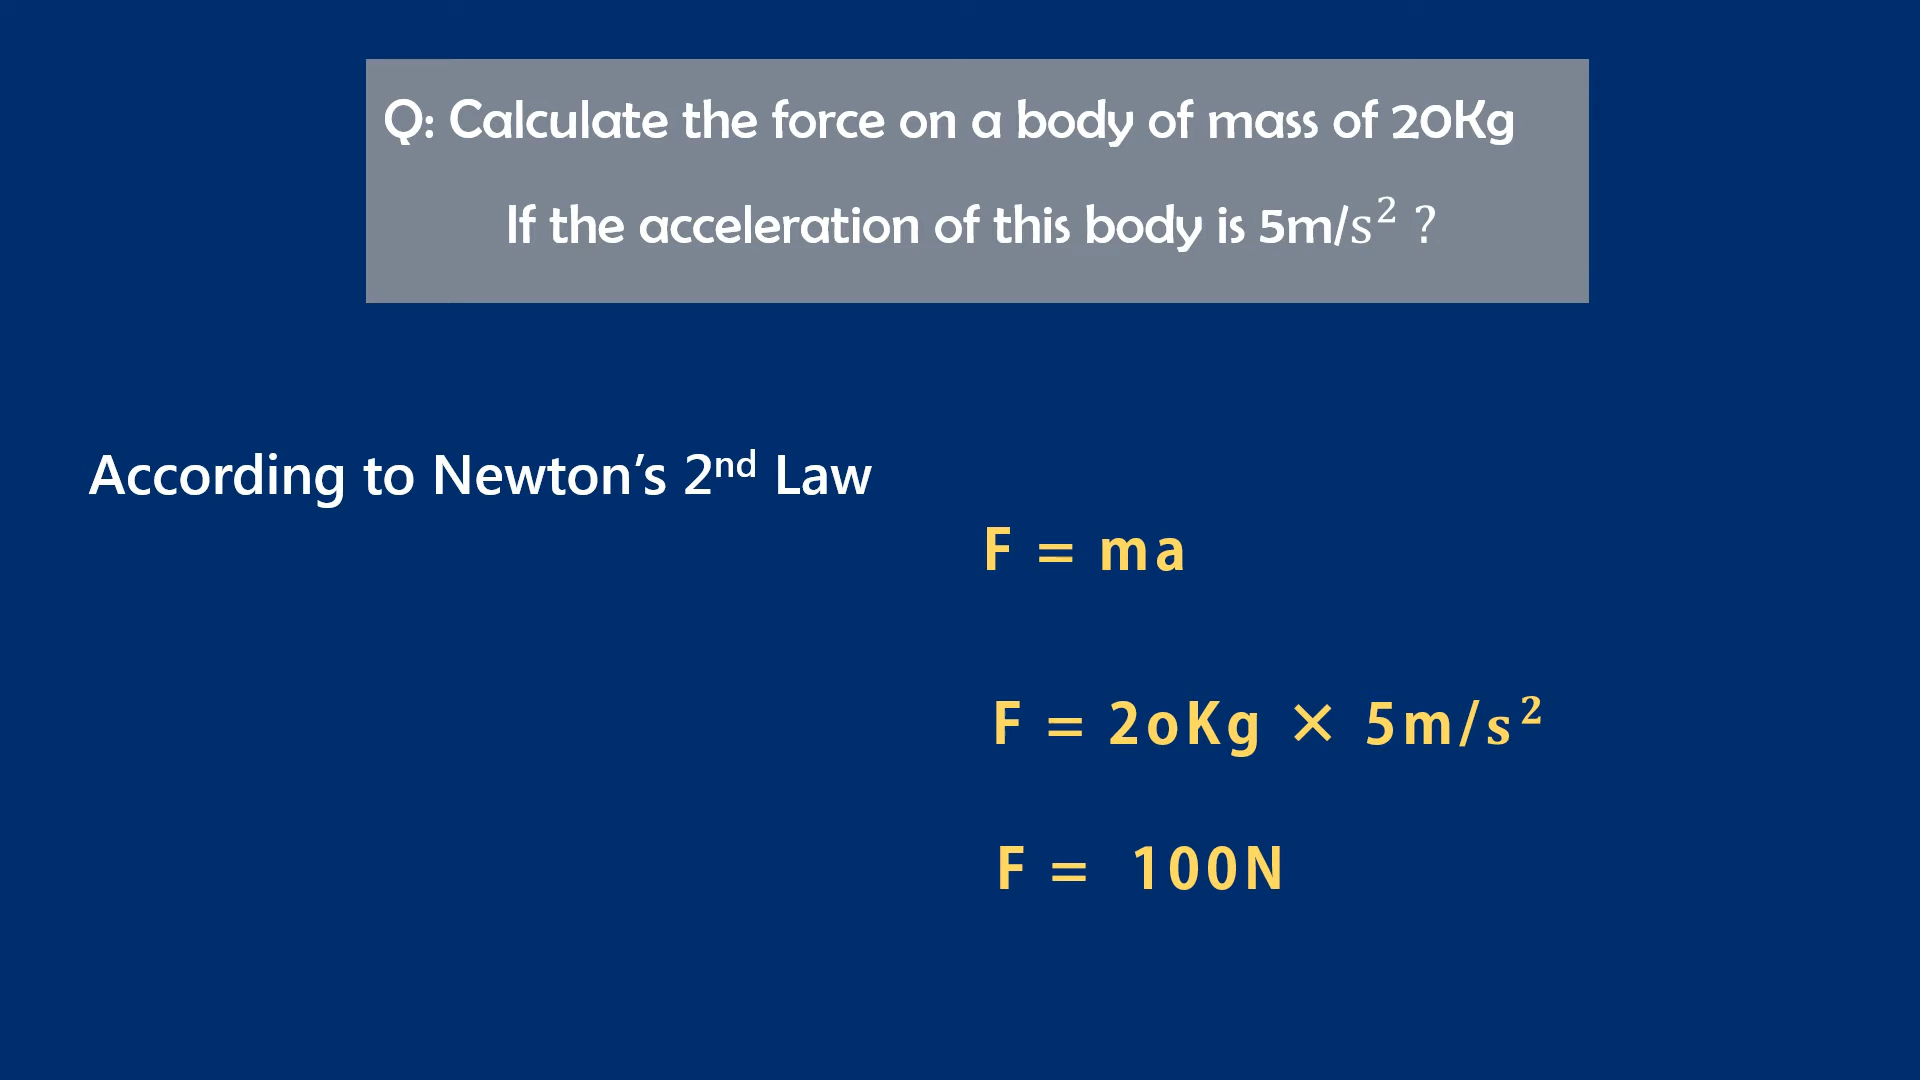 Q: Calculate the force on a body of mass of 20Kg
If the acceleration of this body is 5m/s² ?
According to Newton’s 2ⁿᵈ Law
F = ma
F = 2oKg × 5m/s²
F = 100N